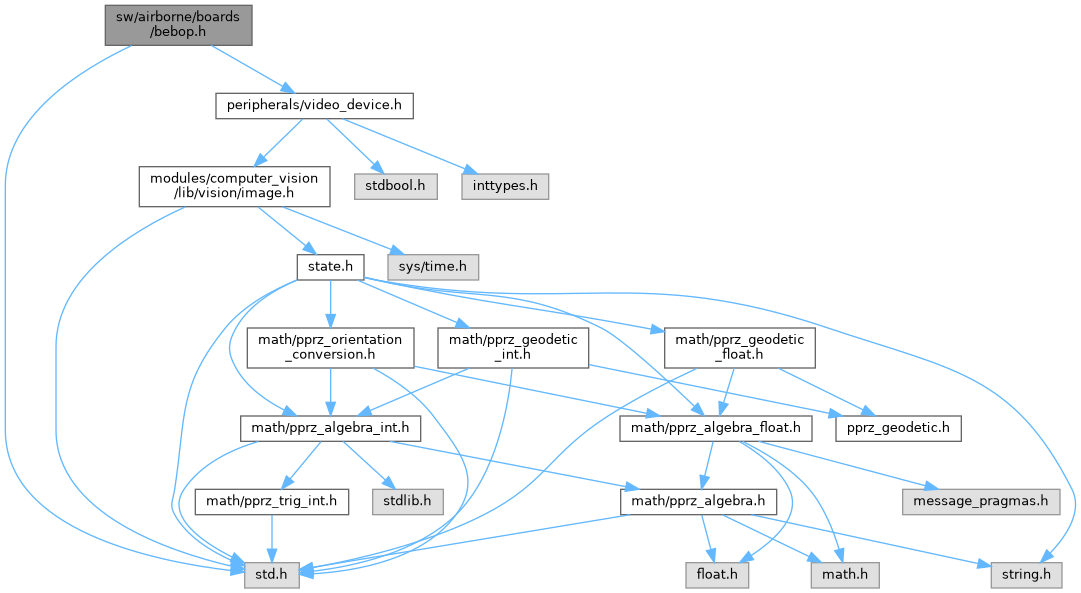 sw/airborne/boards
/bebop.h
peripherals/video_device.h
modules/computer_vision
/lib/vision/image.h
stdbool.h
inttypes.h
state.h
sys/time.h
math/pprz_orientation
_conversion.h
math/pprz_geodetic
_int.h
math/pprz_geodetic
_float.h
math/pprz_algebra_int.h
math/pprz_algebra_float.h
pprz_geodetic.h
math/pprz_trig_int.h
stdlib.h
math/pprz_algebra.h
message_pragmas.h
std.h
float.h
math.h
string.h